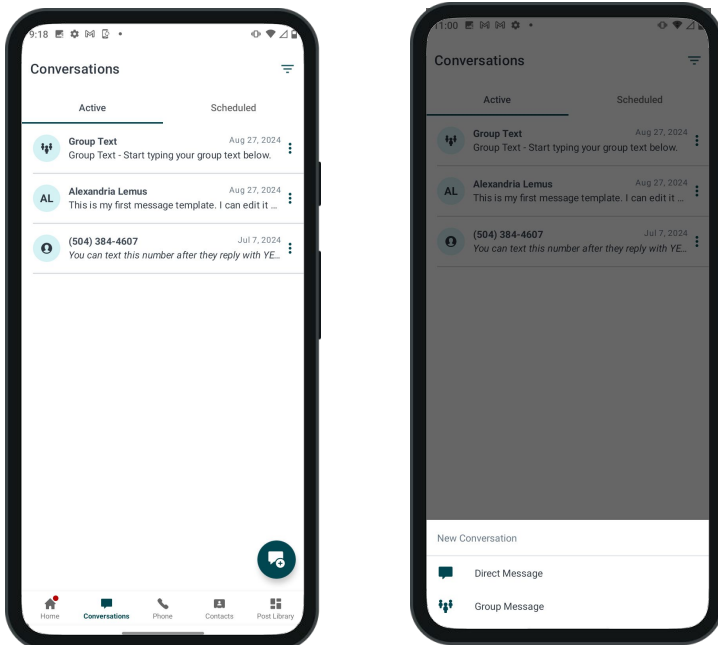 9:18
Conversations
Active Scheduled
Group Text Aug 27, 2024
Group Text - Start typing your group text below.
AL
Alexandria Lemus Aug 27, 2024
This is my first message template. I can edit it ...
(504) 384-4607 Jul 7, 2024
You can text this number after they reply with YE...
Home Conversations Phone Contacts Post Library
11:00
Conversations
Active Scheduled
Group Text Aug 27, 2024
Group Text - Start typing your group text below.
AL
Alexandria Lemus Aug 27, 2024
This is my first message template. I can edit it ...
(504) 384-4607 Jul 7, 2024
You can text this number after they reply with YE...
New Conversation
Direct Message
Group Message